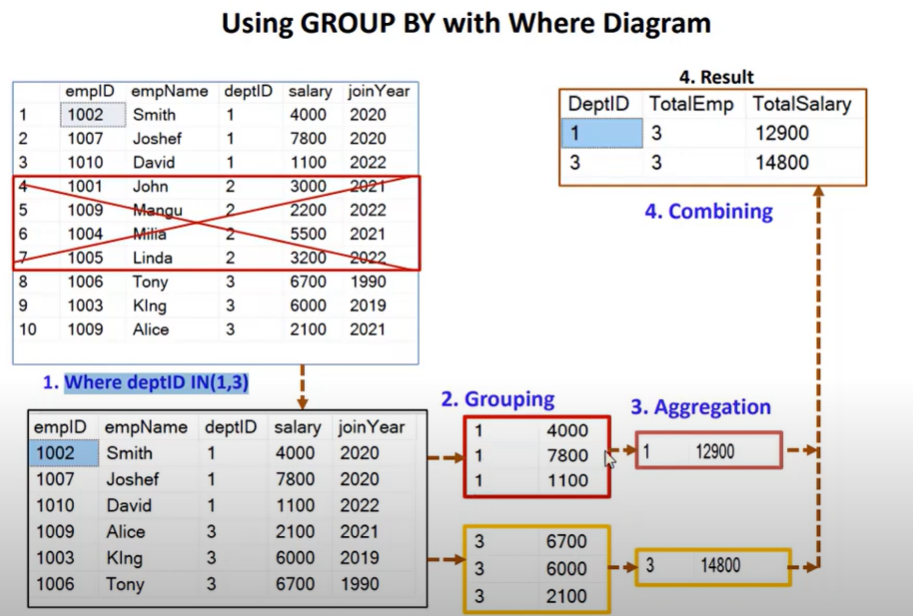 Using GROUP BY with Where Diagram
empID empName deptID salary joinYear
1 1002 Smith 1 4000 2020
2 1007 Joshef 1 7800 2020
3 1010 David 1 1100 2022
4 1001 John 2 3000 2021
5 1009 Mangu 2 2200 2022
6 1004 Milia 2 5500 2021
7 1005 Linda 2 3200 2022
8 1006 Tony 3 6700 1990
9 1003 KIng 3 6000 2019
10 1009 Alice 3 2100 2021
4. Result
DeptID TotalEmp TotalSalary
1 3 12900
3 3 14800
4. Combining
1. Where deptID IN(1,3)
empID empName deptID salary joinYear
1002 Smith 1 4000 2020
1007 Joshef 1 7800 2020
1010 David 1 1100 2022
1009 Alice 3 2100 2021
1003 KIng 3 6000 2019
1006 Tony 3 6700 1990
2. Grouping
1 4000
1 7800
1 1100
3 6700
3 6000
3 2100
3. Aggregation
1 12900
3 14800